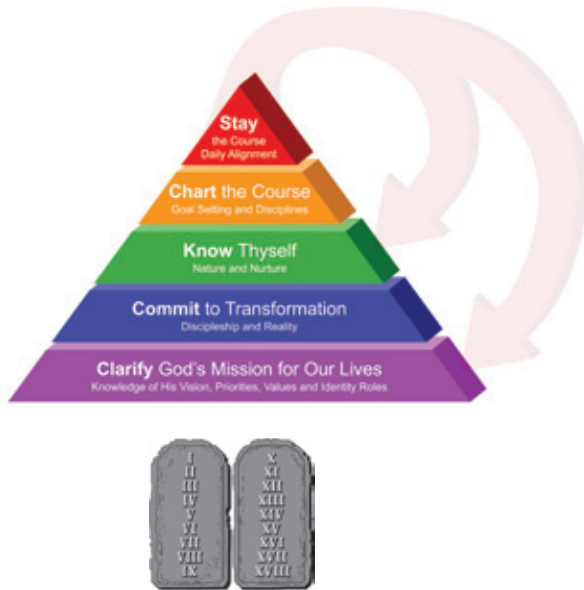 Stay
the Course
Daily Alignment
Chart the Course
Goal Setting and Disciplines
Know Thyself
Nature and Nurture
Commit to Transformation
Discipleship and Reality
Clarify God's Mission for Our Lives
Knowledge of His Vision, Priorities, Values and Identity Roles
I
II
III
IV
V
VI
VII
VIII
IX
X
XI
XII
XIII
XIV
XV
XVI
XVII
XVIII